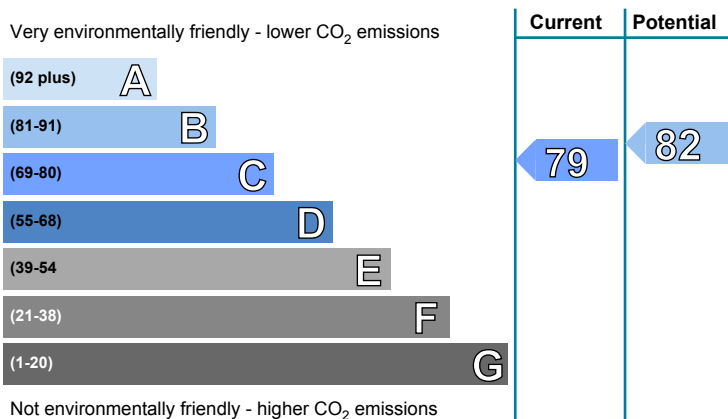 Current Potential
Very environmentally friendly - lower CO2 emissions
(92 plus) A
(81-91) B
(69-80) C
(55-68) D
(39-54 E
(21-38) F
(1-20) G
79
82
Not environmentally friendly - higher CO2 emissions